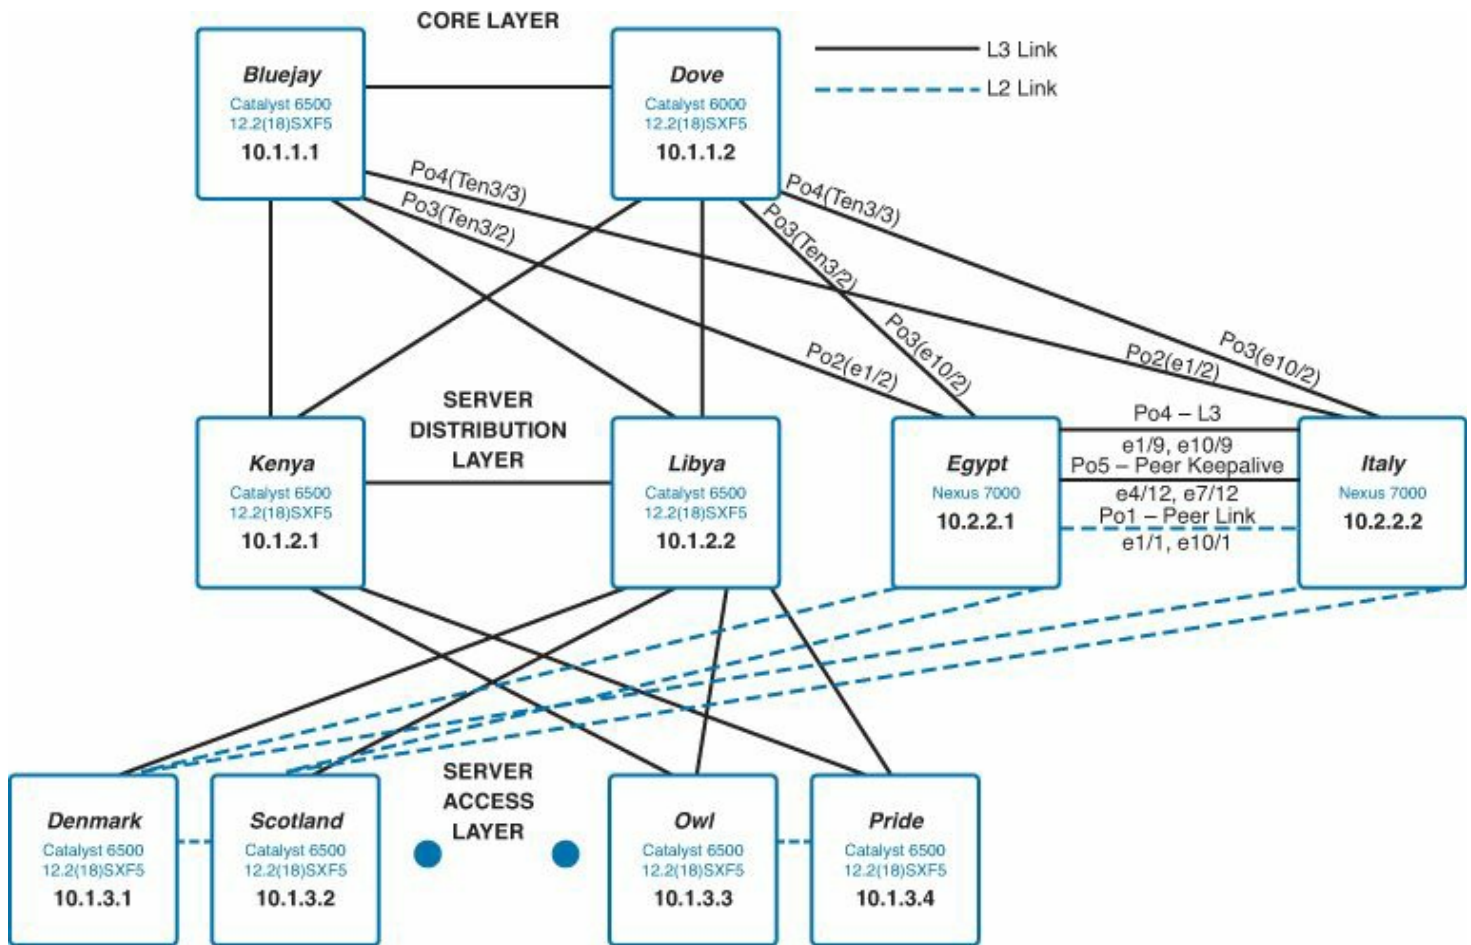 CORE LAYER
Bluejay
Catalyst 6500
12.2(18)SXF5
10.1.1.1
Dove
Catalyst 6000
12.2(18)SXF5
10.1.1.2
L3 Link
L2 Link
Po4(Ten3/3)
Po3(Ten3/2)
Po3(Ten3/2)
Po4(Ten3/3)
Po2(e1/2)
Po3(e10/2)
Po2(e1/2)
Po3(e10/2)
SERVER
DISTRIBUTION
LAYER
Kenya
Catalyst 6500
12.2(18)SXF5
10.1.2.1
Libya
Catalyst 6500
12.2(18)SXF5
10.1.2.2
Egypt
Nexus 7000
10.2.2.1
Po4 – L3
e1/9, e10/9
Po5 – Peer Keepalive
e4/12, e7/12
Po1 – Peer Link
e1/1, e10/1
Italy
Nexus 7000
10.2.2.2
SERVER
ACCESS
LAYER
Denmark
Catalyst 6500
12.2(18)SXF5
10.1.3.1
Scotland
Catalyst 6500
12.2(18)SXF5
10.1.3.2
Owl
Catalyst 6500
12.2(18)SXF5
10.1.3.3
Pride
Catalyst 6500
12.2(18)SXF5
10.1.3.4